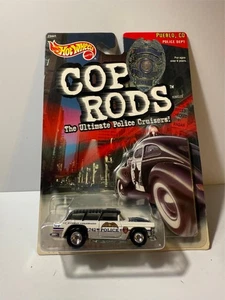 Hot Wheels
PUEBLO, CO
POLICE DEPT
COP
RODS
The Ultimate Police Cruisers!
POLICE